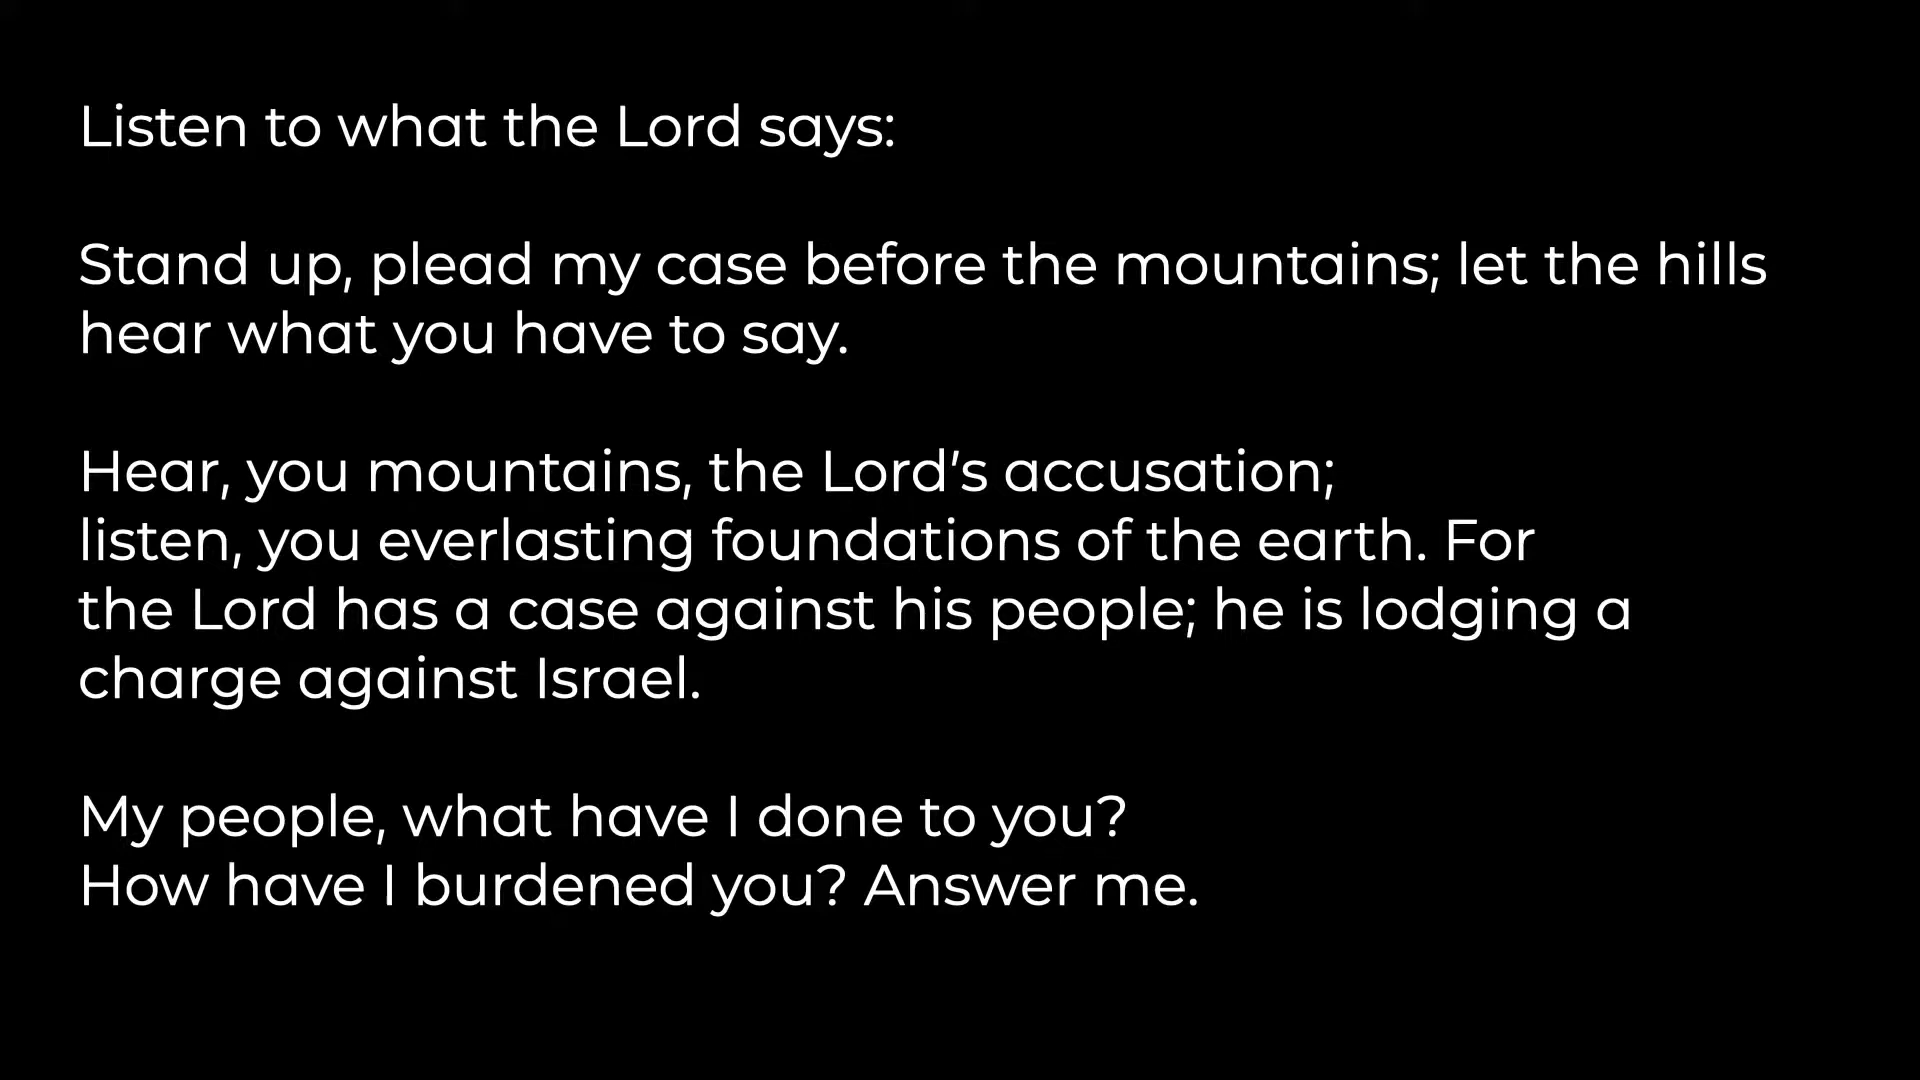 Listen to what the Lord says:
Stand up, plead my case before the mountains; let the hills
hear what you have to say.
Hear, you mountains, the Lord’s accusation;
listen, you everlasting foundations of the earth. For
the Lord has a case against his people; he is lodging a
charge against Israel.
My people, what have I done to you?
How have I burdened you? Answer me.